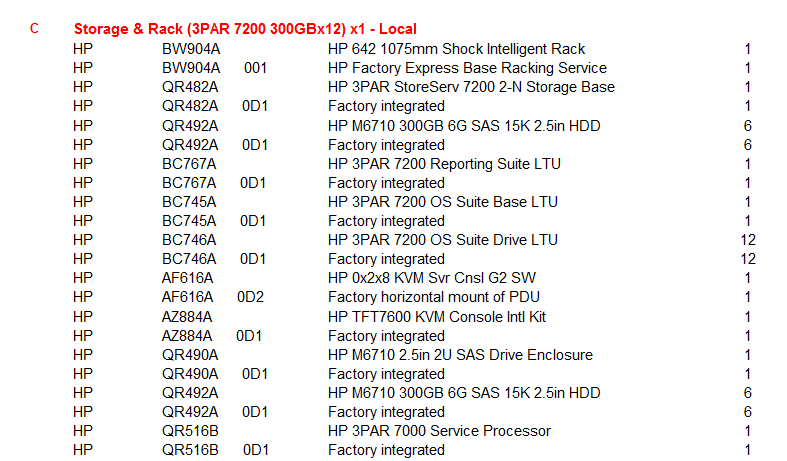 C Storage & Rack (3PAR 7200 300GBx12) x1 - Local
HP BW904A HP 642 1075mm Shock Intelligent Rack 1
HP BW904A 001 HP Factory Express Base Racking Service 1
HP QR482A HP 3PAR StoreServ 7200 2-N Storage Base 1
HP QR482A 0D1 Factory integrated 1
HP QR492A HP M6710 300GB 6G SAS 15K 2.5in HDD 6
HP QR492A 0D1 Factory integrated 6
HP BC767A HP 3PAR 7200 Reporting Suite LTU 1
HP BC767A 0D1 Factory integrated 1
HP BC745A HP 3PAR 7200 OS Suite Base LTU 1
HP BC745A 0D1 Factory integrated 1
HP BC746A HP 3PAR 7200 OS Suite Drive LTU 12
HP BC746A 0D1 Factory integrated 12
HP AF616A HP 0x2x8 KVM Svr Cnsl G2 SW 1
HP AF616A 0D2 Factory horizontal mount of PDU 1
HP AZ884A HP TFT7600 KVM Console Intl Kit 1
HP AZ884A 0D1 Factory integrated 1
HP QR490A HP M6710 2.5in 2U SAS Drive Enclosure 1
HP QR490A 0D1 Factory integrated 1
HP QR492A HP M6710 300GB 6G SAS 15K 2.5in HDD 6
HP QR492A 0D1 Factory integrated 6
HP QR516B HP 3PAR 7000 Service Processor 1
HP QR516B 0D1 Factory integrated 1